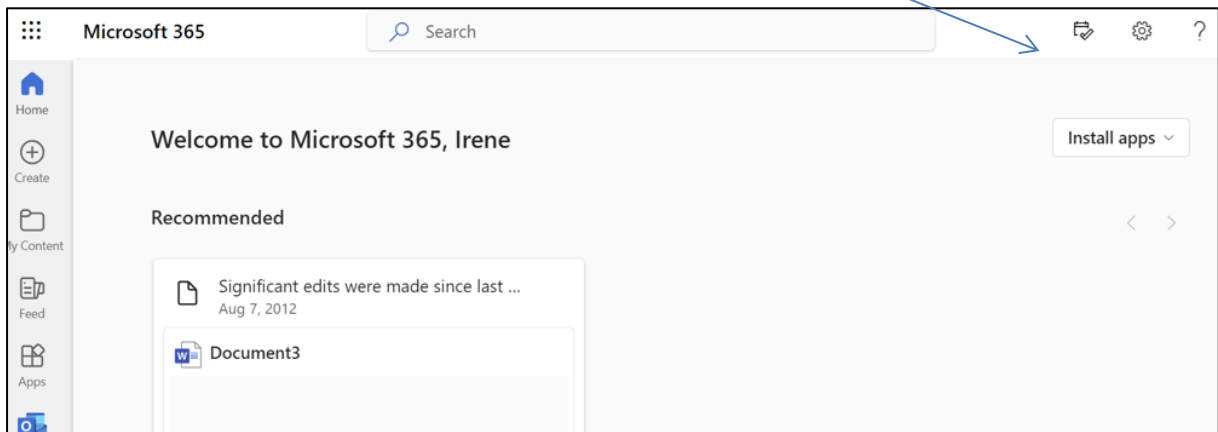 Microsoft 365
Search
?
Home
Create
My Content
Feed
Apps
Welcome to Microsoft 365, Irene
Install apps
Recommended
Significant edits were made since last ...
Aug 7, 2012
Document3